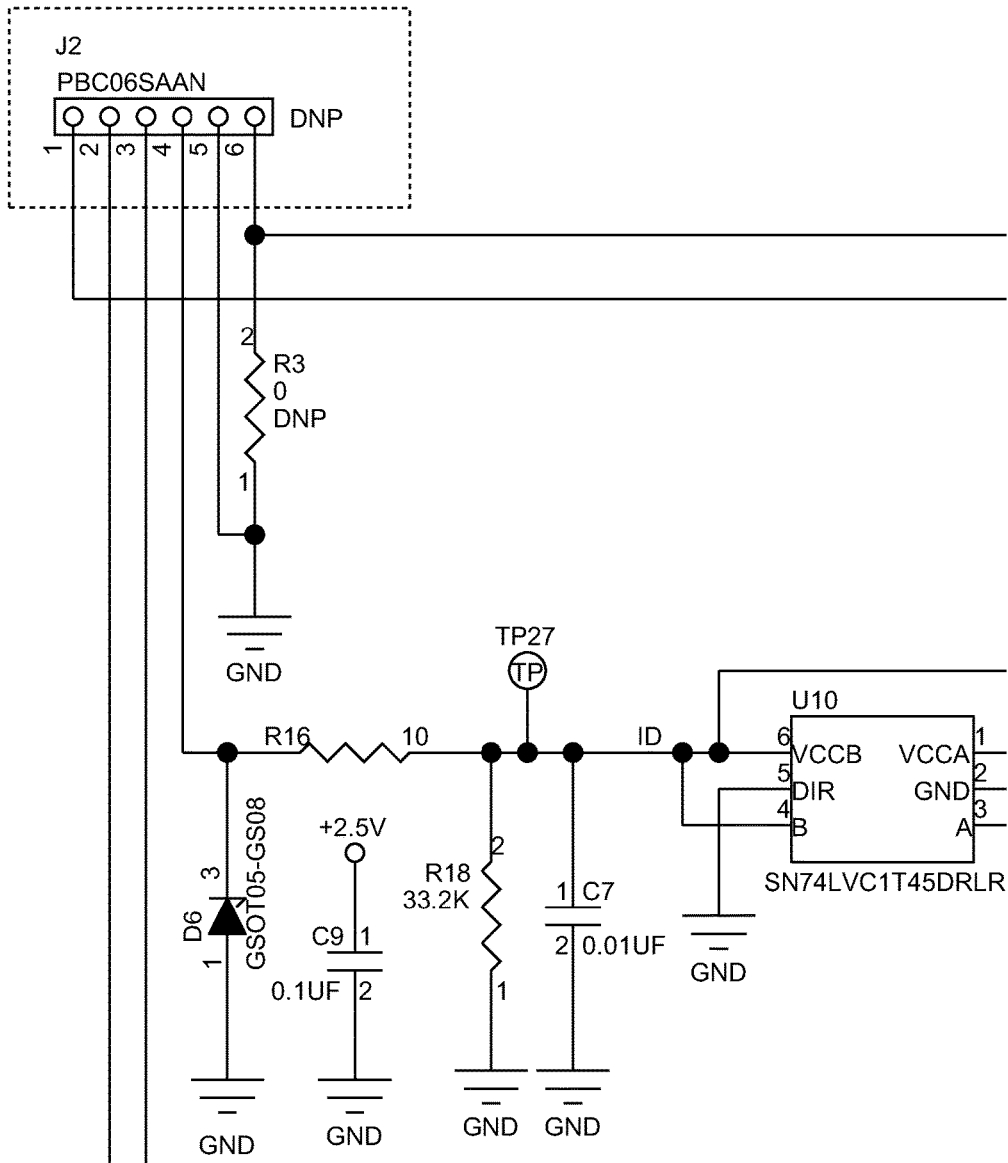 J2
PBC06SAAN
DNP
1 2 3 4 5 6
2
R3
0
DNP
1
GND
TP27
TP
R16 10
ID
U10
6 VCCB VCCA 1
5 DIR GND 2
4 B A 3
SN74LVC1T45DRLR
GND
3
D6
1
GSOT05-GS08
GND
+2.5V
C9 1
0.1UF 2
GND
2
R18
33.2K
1
GND
1 C7
2 0.01UF
GND